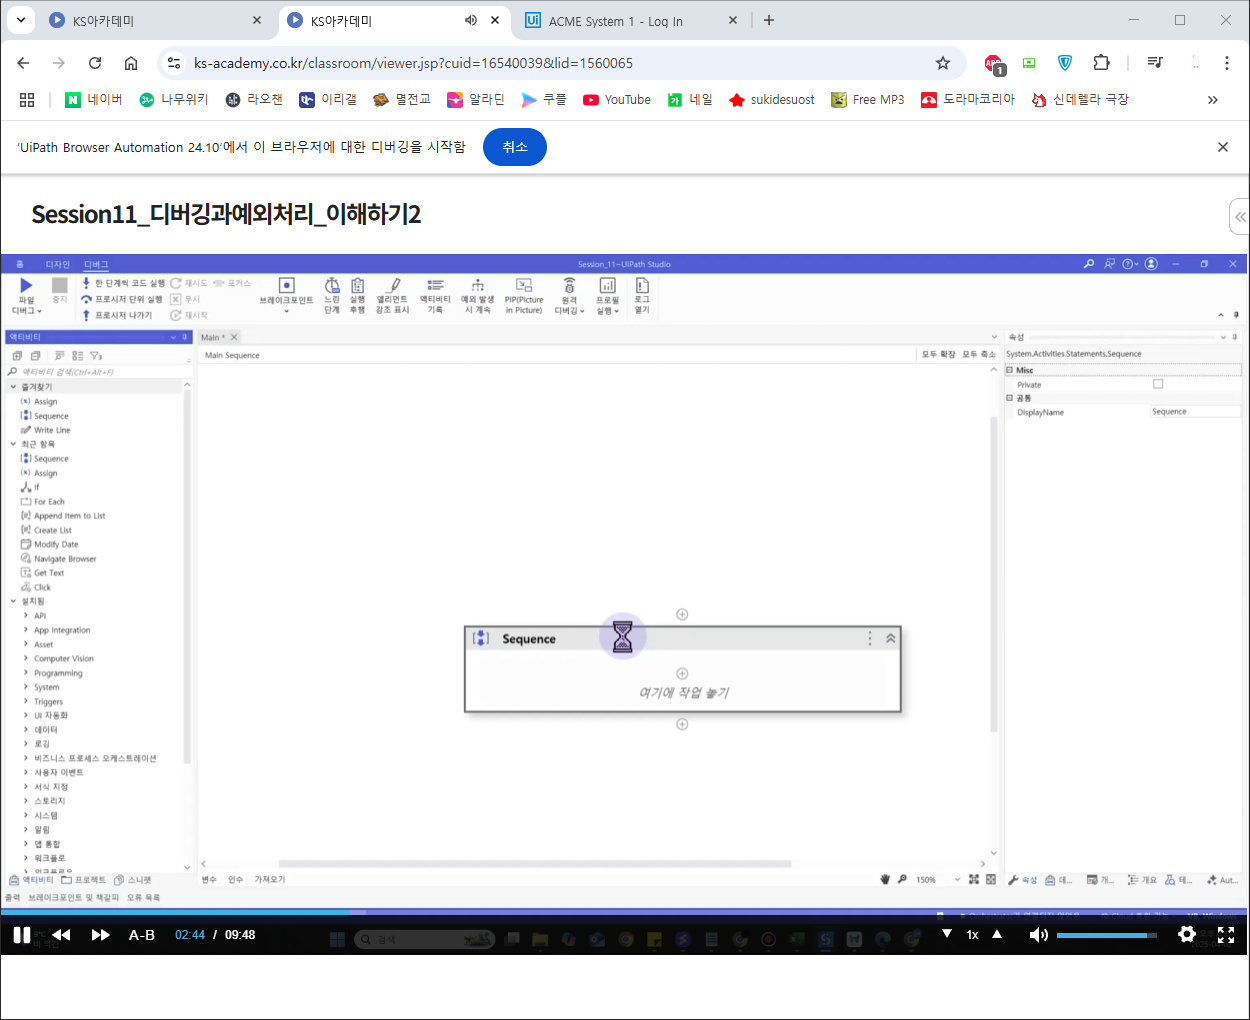 KS아카데미
KS아카데미
ACME System 1 - Log In
ks-academy.co.kr/classroom/viewer.jsp?cuid=16540039&lid=1560065
1
네이버
나무위키
라오챈
이리갤
멸전교
알라딘
쿠플
YouTube
네일
sukidesuost
Free MP3
도라마코리아
신데렐라 극장
'UiPath Browser Automation 24.10'에서 이 브라우저에 대한 디버깅을 시작함
취소
Session11_디버깅과예외처리_이해하기2
홈 디자인 디버그
Session_11-UiPath Studio
파일 디버그
중지
한 단계씩 코드 실행
프로시저 단위 실행
프로시저 나가기
재시도
포커스
무시
재시작
브레이크포인트
느린 단계
실행 후행
엘리먼트 강조 표시
액티비티 기록
예외 발생 시 계속
PIP(Picture in Picture)
원격 디버깅
프로필 실행
로그 열기
액티비티
액티비티 검색(Ctrl+Alt+F)
즐겨찾기
Assign
Sequence
Write Line
최근 항목
Sequence
Assign
If
For Each
Append Item to List
Create List
Modify Date
Navigate Browser
Get Text
Click
설치됨
API
App Integration
Asset
Computer Vision
Programming
System
Triggers
UI 자동화
데이터
로깅
비즈니스 프로세스 오케스트레이션
사용자 이벤트
서식 지정
스토리지
시스템
알림
앱 통합
워크플로
액티비티 프로젝트 스니펫
출력 브레이크포인트 및 책갈피 오류 목록
Main *
Main Sequence
모두 확장 모두 축소
Sequence
여기에 작업 놓기
변수 인수 가져오기
150%
속성
System.Activities.Statements.Sequence
Misc
Private
공통
DisplayName Sequence
속성 데... 개... 개요 테... Aut...
A-B
02:44 / 09:48
검색
1x